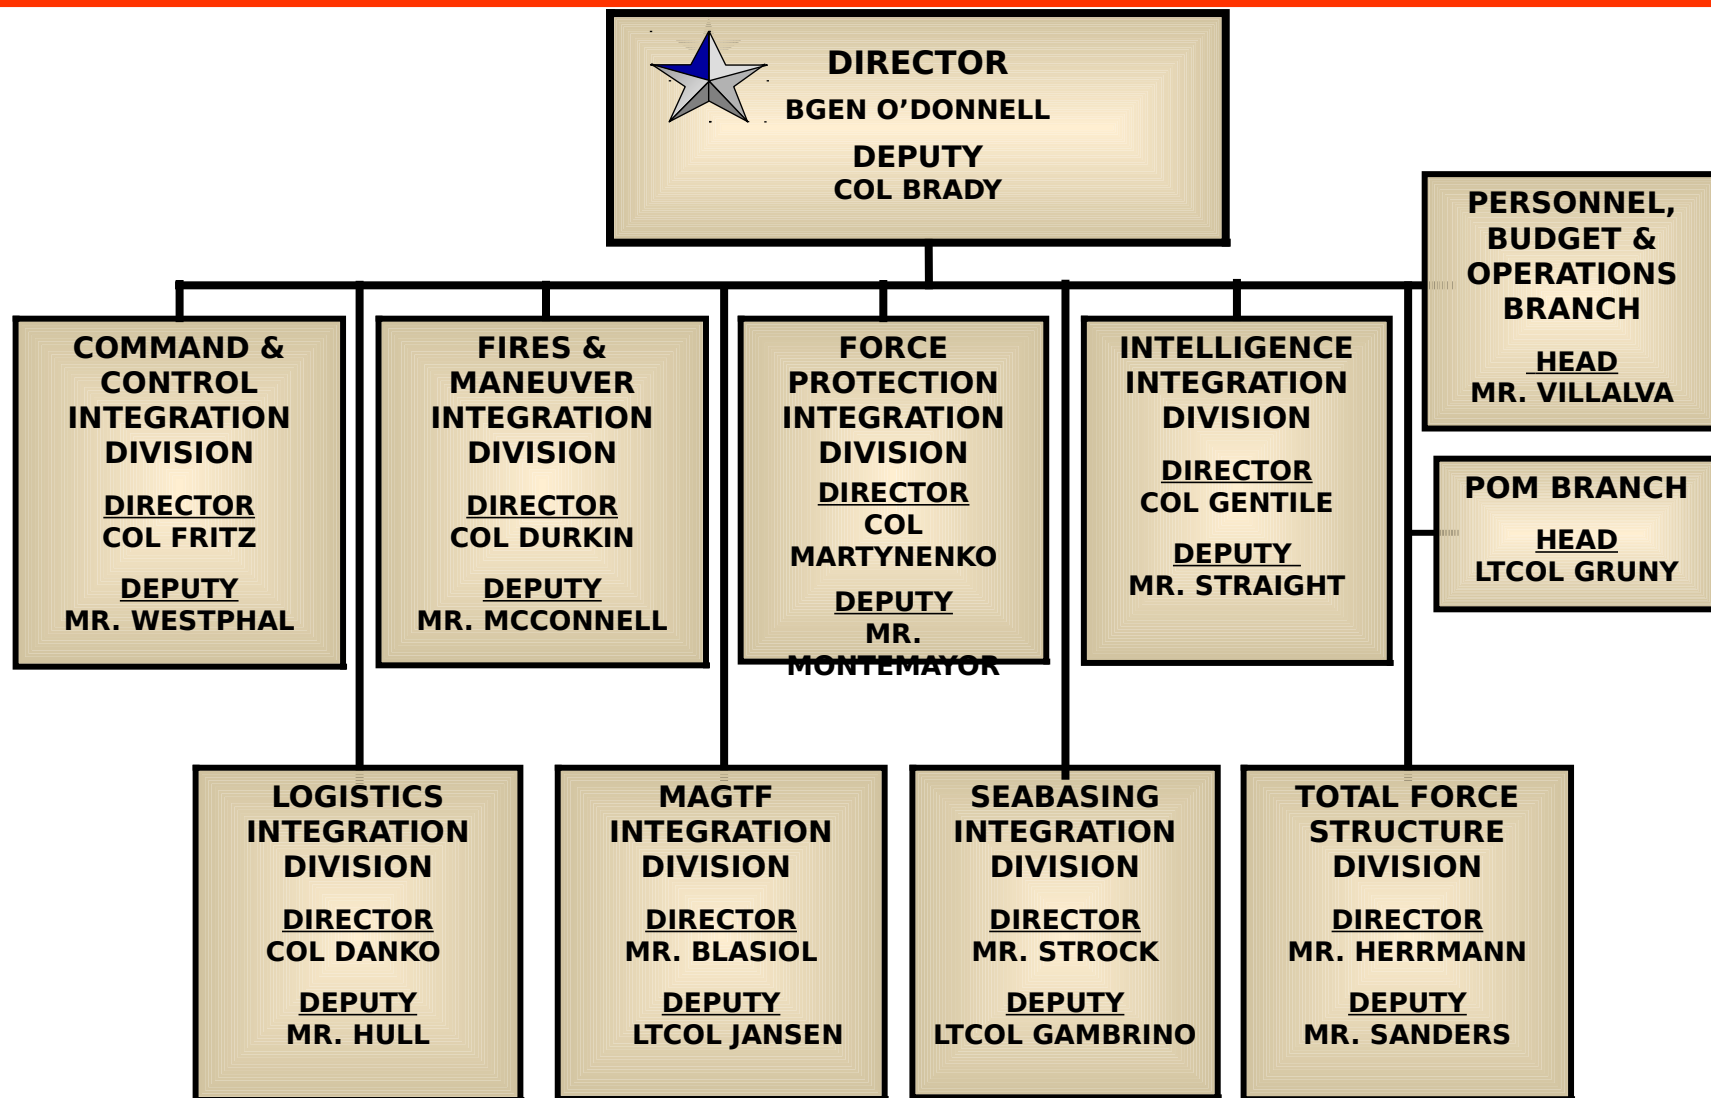 DIRECTOR
BGEN O’DONNELL
DEPUTY
COL BRADY
PERSONNEL,
BUDGET &
OPERATIONS
BRANCH
HEAD
MR. VILLALVA
COMMAND &
CONTROL
INTEGRATION
DIVISION
DIRECTOR
COL FRITZ
DEPUTY
MR. WESTPHAL
FIRES &
MANEUVER
INTEGRATION
DIVISION
DIRECTOR
COL DURKIN
DEPUTY
MR. MCCONNELL
FORCE
PROTECTION
INTEGRATION
DIVISION
DIRECTOR
COL
MARTYNENKO
DEPUTY
MR.
MONTEMAYOR
INTELLIGENCE
INTEGRATION
DIVISION
DIRECTOR
COL GENTILE
DEPUTY
MR. STRAIGHT
POM BRANCH
HEAD
LTCOL GRUNY
LOGISTICS
INTEGRATION
DIVISION
DIRECTOR
COL DANKO
DEPUTY
MR. HULL
MAGTF
INTEGRATION
DIVISION
DIRECTOR
MR. BLASIOL
DEPUTY
LTCOL JANSEN
SEABASING
INTEGRATION
DIVISION
DIRECTOR
MR. STROCK
DEPUTY
LTCOL GAMBRINO
TOTAL FORCE
STRUCTURE
DIVISION
DIRECTOR
MR. HERRMANN
DEPUTY
MR. SANDERS